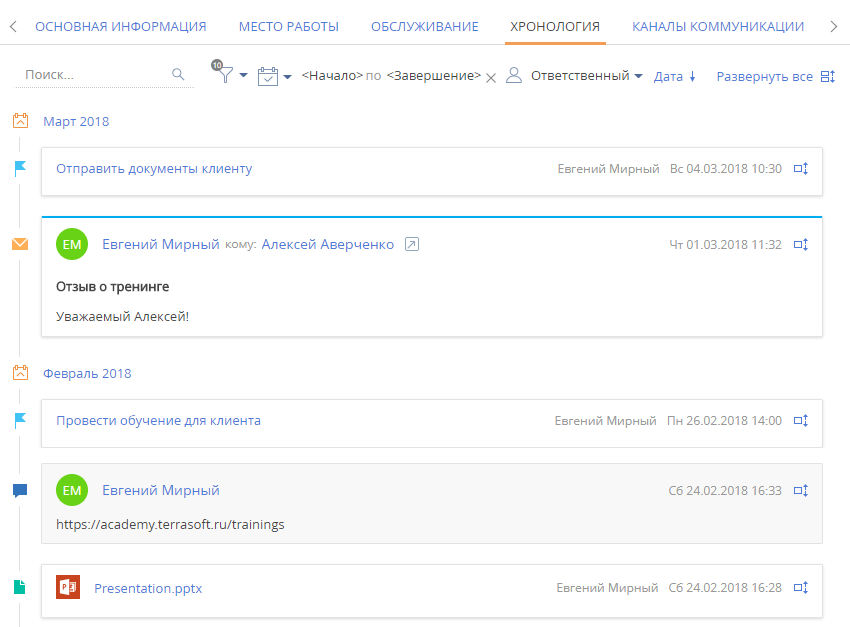 ОСНОВНАЯ ИНФОРМАЦИЯ МЕСТО РАБОТЫ ОБСЛУЖИВАНИЕ ХРОНОЛОГИЯ КАНАЛЫ КОММУНИКАЦИИ
Поиск... 10 <Начало> по <Завершение> Ответственный Дата Развернуть все
Март 2018
Отправить документы клиенту Евгений Мирный Вс 04.03.2018 10:30
ЕМ Евгений Мирный кому: Алексей Аверченко Чт 01.03.2018 11:32
Отзыв о тренинге
Уважаемый Алексей!
Февраль 2018
Провести обучение для клиента Евгений Мирный Пн 26.02.2018 14:00
ЕМ Евгений Мирный Сб 24.02.2018 16:33
https://academy.terrasoft.ru/trainings
Presentation.pptx Евгений Мирный Сб 24.02.2018 16:28